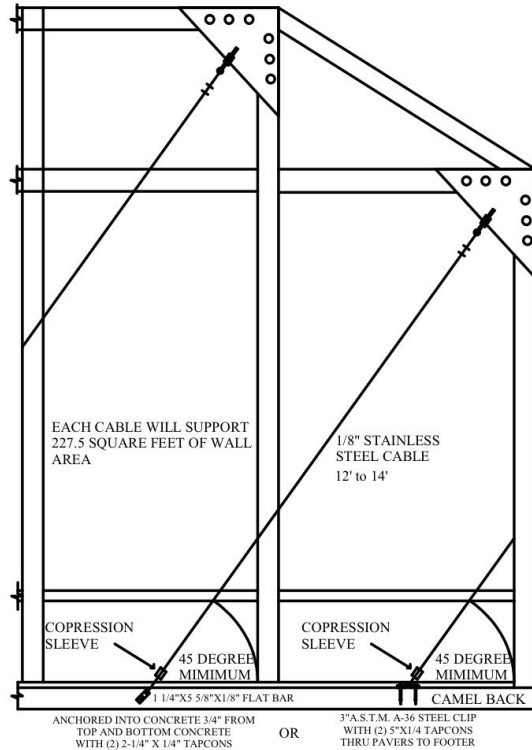 EACH CABLE WILL SUPPORT
227.5 SQUARE FEET OF WALL
AREA
1/8" STAINLESS
STEEL CABLE
12' to 14'
COPRESSION
SLEEVE
45 DEGREE
MIMIMUM
COPRESSION
SLEEVE
45 DEGREE
MIMIMUM
1 1/4"X5 5/8"X1/8" FLAT BAR
CAMEL BACK
ANCHORED INTO CONCRETE 3/4" FROM
TOP AND BOTTOM CONCRETE
WITH (2) 2-1/4" X 1/4" TAPCONS
OR
3"A.S.T.M. A-36 STEEL CLIP
WITH (2) 5"X1/4 TAPCONS
THRU PAVERS TO FOOTER